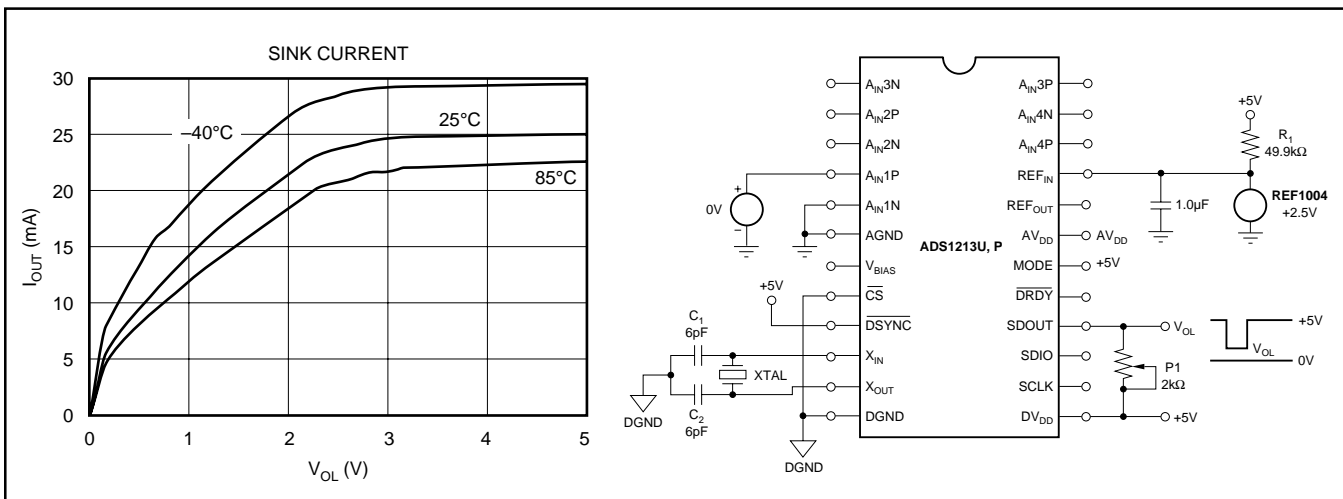 SINK CURRENT
30
25
20
15
10
5
0
I_OUT (mA)
–40°C
25°C
85°C
0 1 2 3 4 5
V_OL (V)
A_IN3N
A_IN2P
A_IN2N
A_IN1P
A_IN1N
AGND
V_BIAS
CS
DSYNC
X_IN
X_OUT
DGND
ADS1213U, P
A_IN3P
A_IN4N
A_IN4P
REF_IN
REF_OUT
AV_DD
MODE
DRDY
SDOUT
SDIO
SCLK
DV_DD
+
0V
–
+5V
C1
6pF
XTAL
C2
6pF
DGND
DGND
+5V
R1
49.9kΩ
1.0µF
REF1004
+2.5V
AV_DD
+5V
V_OL
P1
2kΩ
+5V
+5V
V_OL
0V